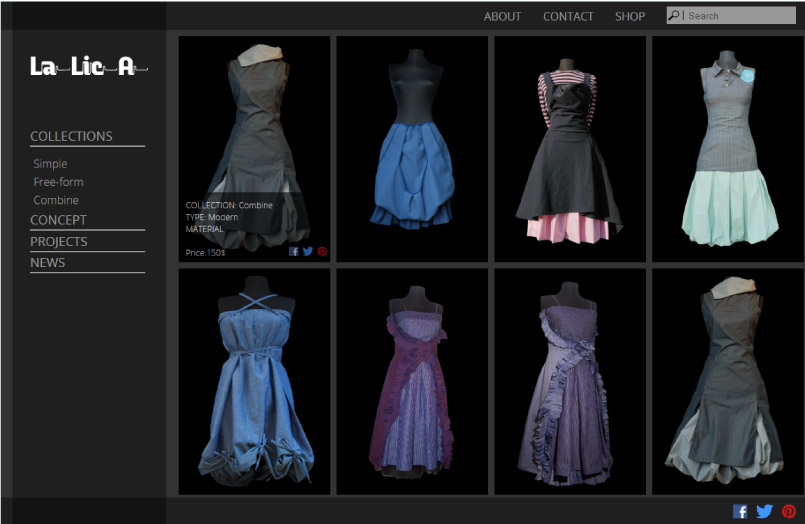 ABOUT CONTACT SHOP Search
La Lic A
COLLECTIONS
Simple
Free-form
Combine
CONCEPT
PROJECTS
NEWS
COLLECTION: Combine
TYPE: Modern
MATERIAL
Price:150$